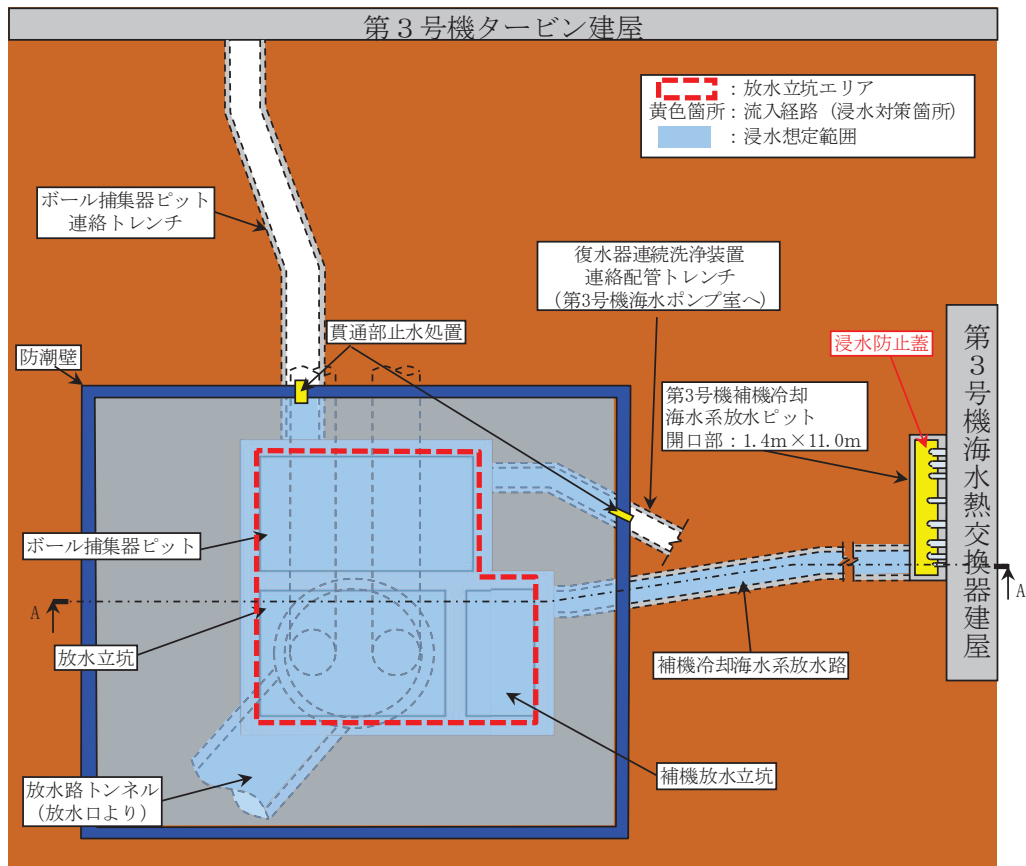 第3号機タービン建屋
：放水立坑エリア
黄色箇所：流入経路（浸水対策箇所）
：浸水想定範囲
ボール捕集器ピット
連絡トレンチ
復水器連続洗浄装置
連絡配管トレンチ
(第3号機海水ポンプ室へ)
貫通部止水処置
防潮壁
浸水防止蓋
第3号機補機冷却
海水系放水ピット
開口部：1.4m×11.0m
第3号機海水熱交換器建屋
ボール捕集器ピット
A
A
放水立坑
補機冷却海水系放水路
放水路トンネル
（放水口より）
補機放水立坑